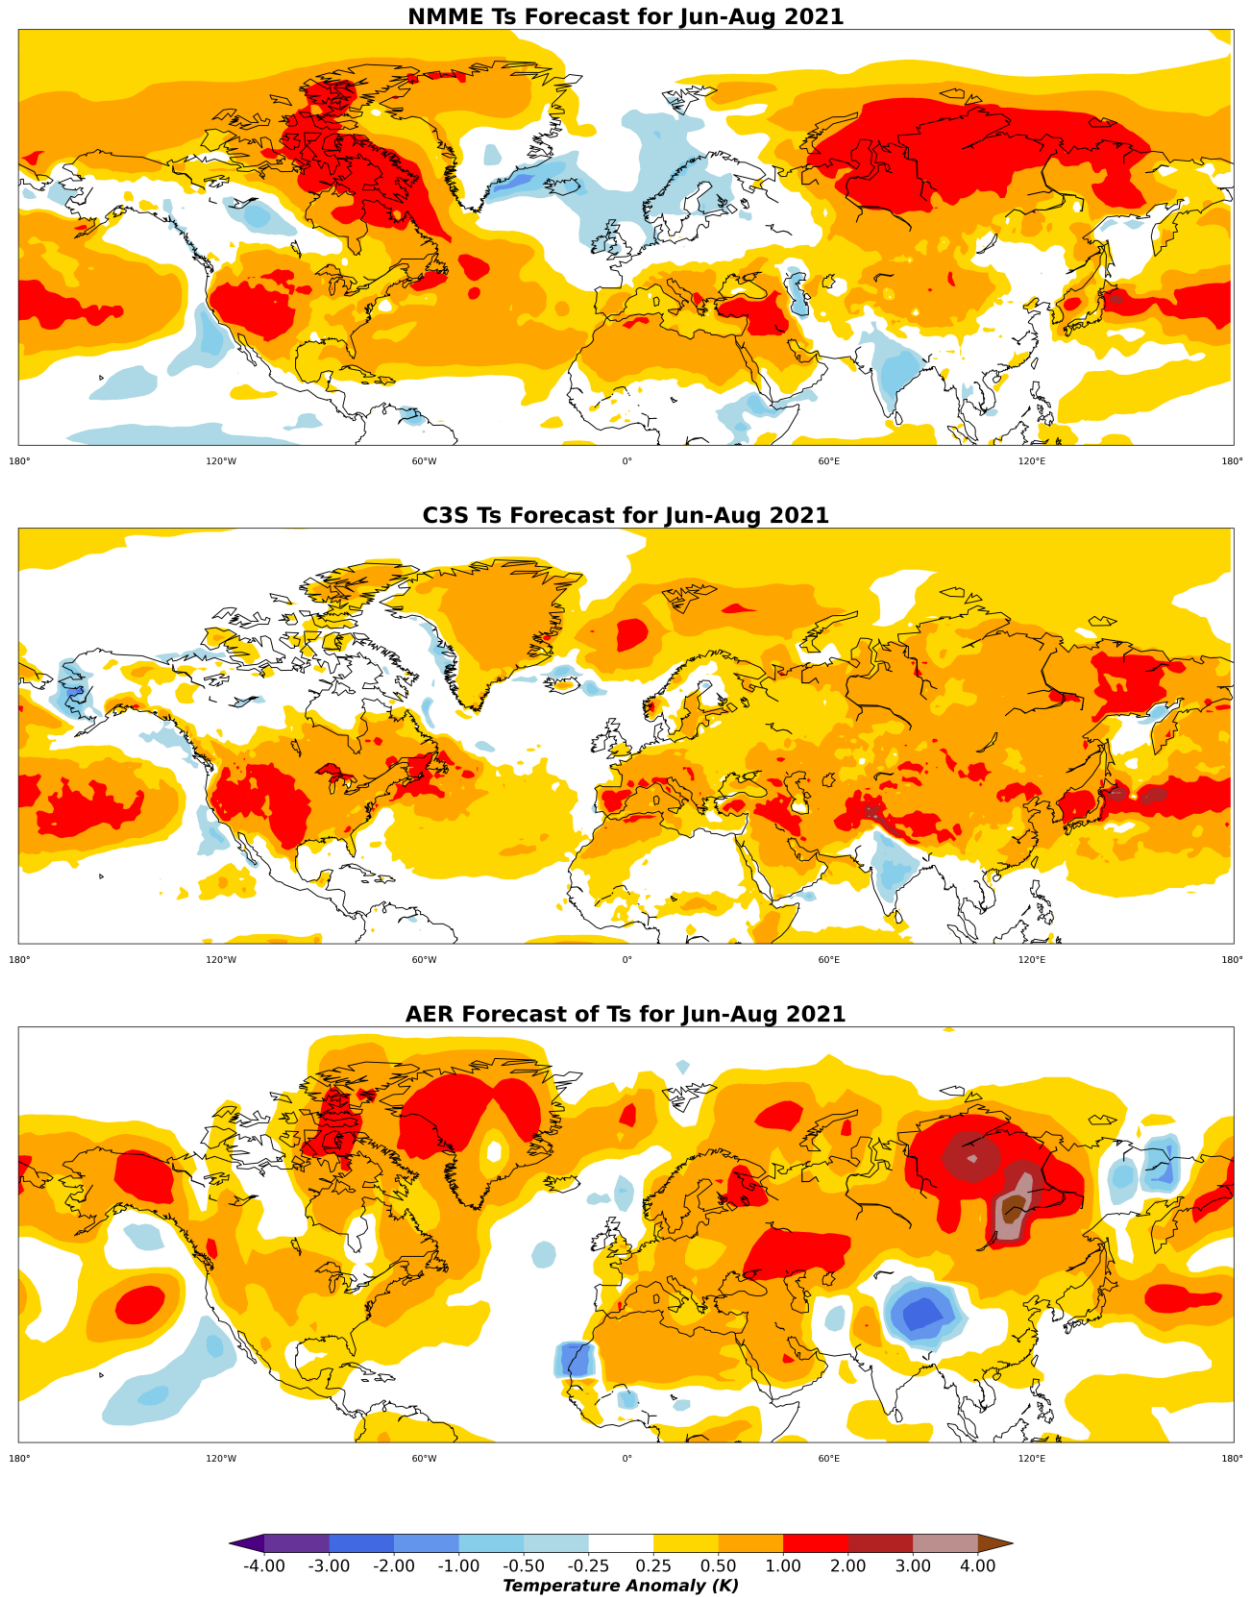 NMME Ts Forecast for Jun-Aug 2021
180° 120°W 60°W 0° 60°E 120°E 180°
C3S Ts Forecast for Jun-Aug 2021
180° 120°W 60°W 0° 60°E 120°E 180°
AER Forecast of Ts for Jun-Aug 2021
180° 120°W 60°W 0° 60°E 120°E 180°
-4.00 -3.00 -2.00 -1.00 -0.50 -0.25 0.25 0.50 1.00 2.00 3.00 4.00
Temperature Anomaly (K)